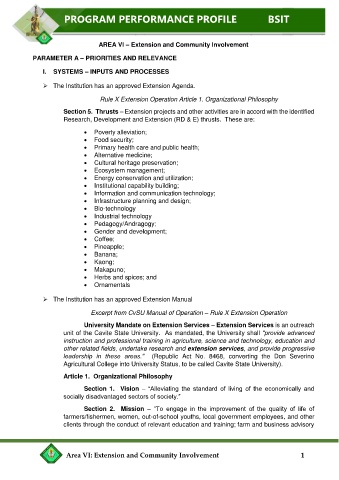 PROGRAM PERFORMANCE PROFILE BSIT
AREA VI – Extension and Community Involvement
PARAMETER A – PRIORITIES AND RELEVANCE
I. SYSTEMS – INPUTS AND PROCESSES
➢ The Institution has an approved Extension Agenda.
Rule X Extension Operation Article 1. Organizational Philosophy
Section 5. Thrusts – Extension projects and other activities are in accord with the identified
Research, Development and Extension (RD & E) thrusts. These are:
• Poverty alleviation;
• Food security;
• Primary health care and public health;
• Alternative medicine;
• Cultural heritage preservation;
• Ecosystem management;
• Energy conservation and utilization;
• Institutional capability building;
• Information and communication technology;
• Infrastructure planning and design;
• Bio-technology
• Industrial technology
• Pedagogy/Andragogy;
• Gender and development;
• Coffee;
• Pineapple;
• Banana;
• Kaong;
• Makapuno;
• Herbs and spices; and
• Ornamentals
➢ The Institution has an approved Extension Manual
Excerpt from CvSU Manual of Operation – Rule X Extension Operation
University Mandate on Extension Services – Extension Services is an outreach
unit of the Cavite State University. As mandated, the University shall "provide advanced
instruction and professional training in agriculture, science and technology, education and
other related fields, undertake research and extension services, and provide progressive
leadership in these areas." (Republic Act No. 8468, converting the Don Severino
Agricultural College into University Status, to be called Cavite State University).
Article 1. Organizational Philosophy
Section 1. Vision – "Alleviating the standard of living of the economically and
socially disadvantaged sectors of society."
Section 2. Mission – "To engage in the improvement of the quality of life of
farmers/fishermen, women, out-of-school youths, local government employees, and other
clients through the conduct of relevant education and training; farm and business advisory
Area VI: Extension and Community Involvement 1